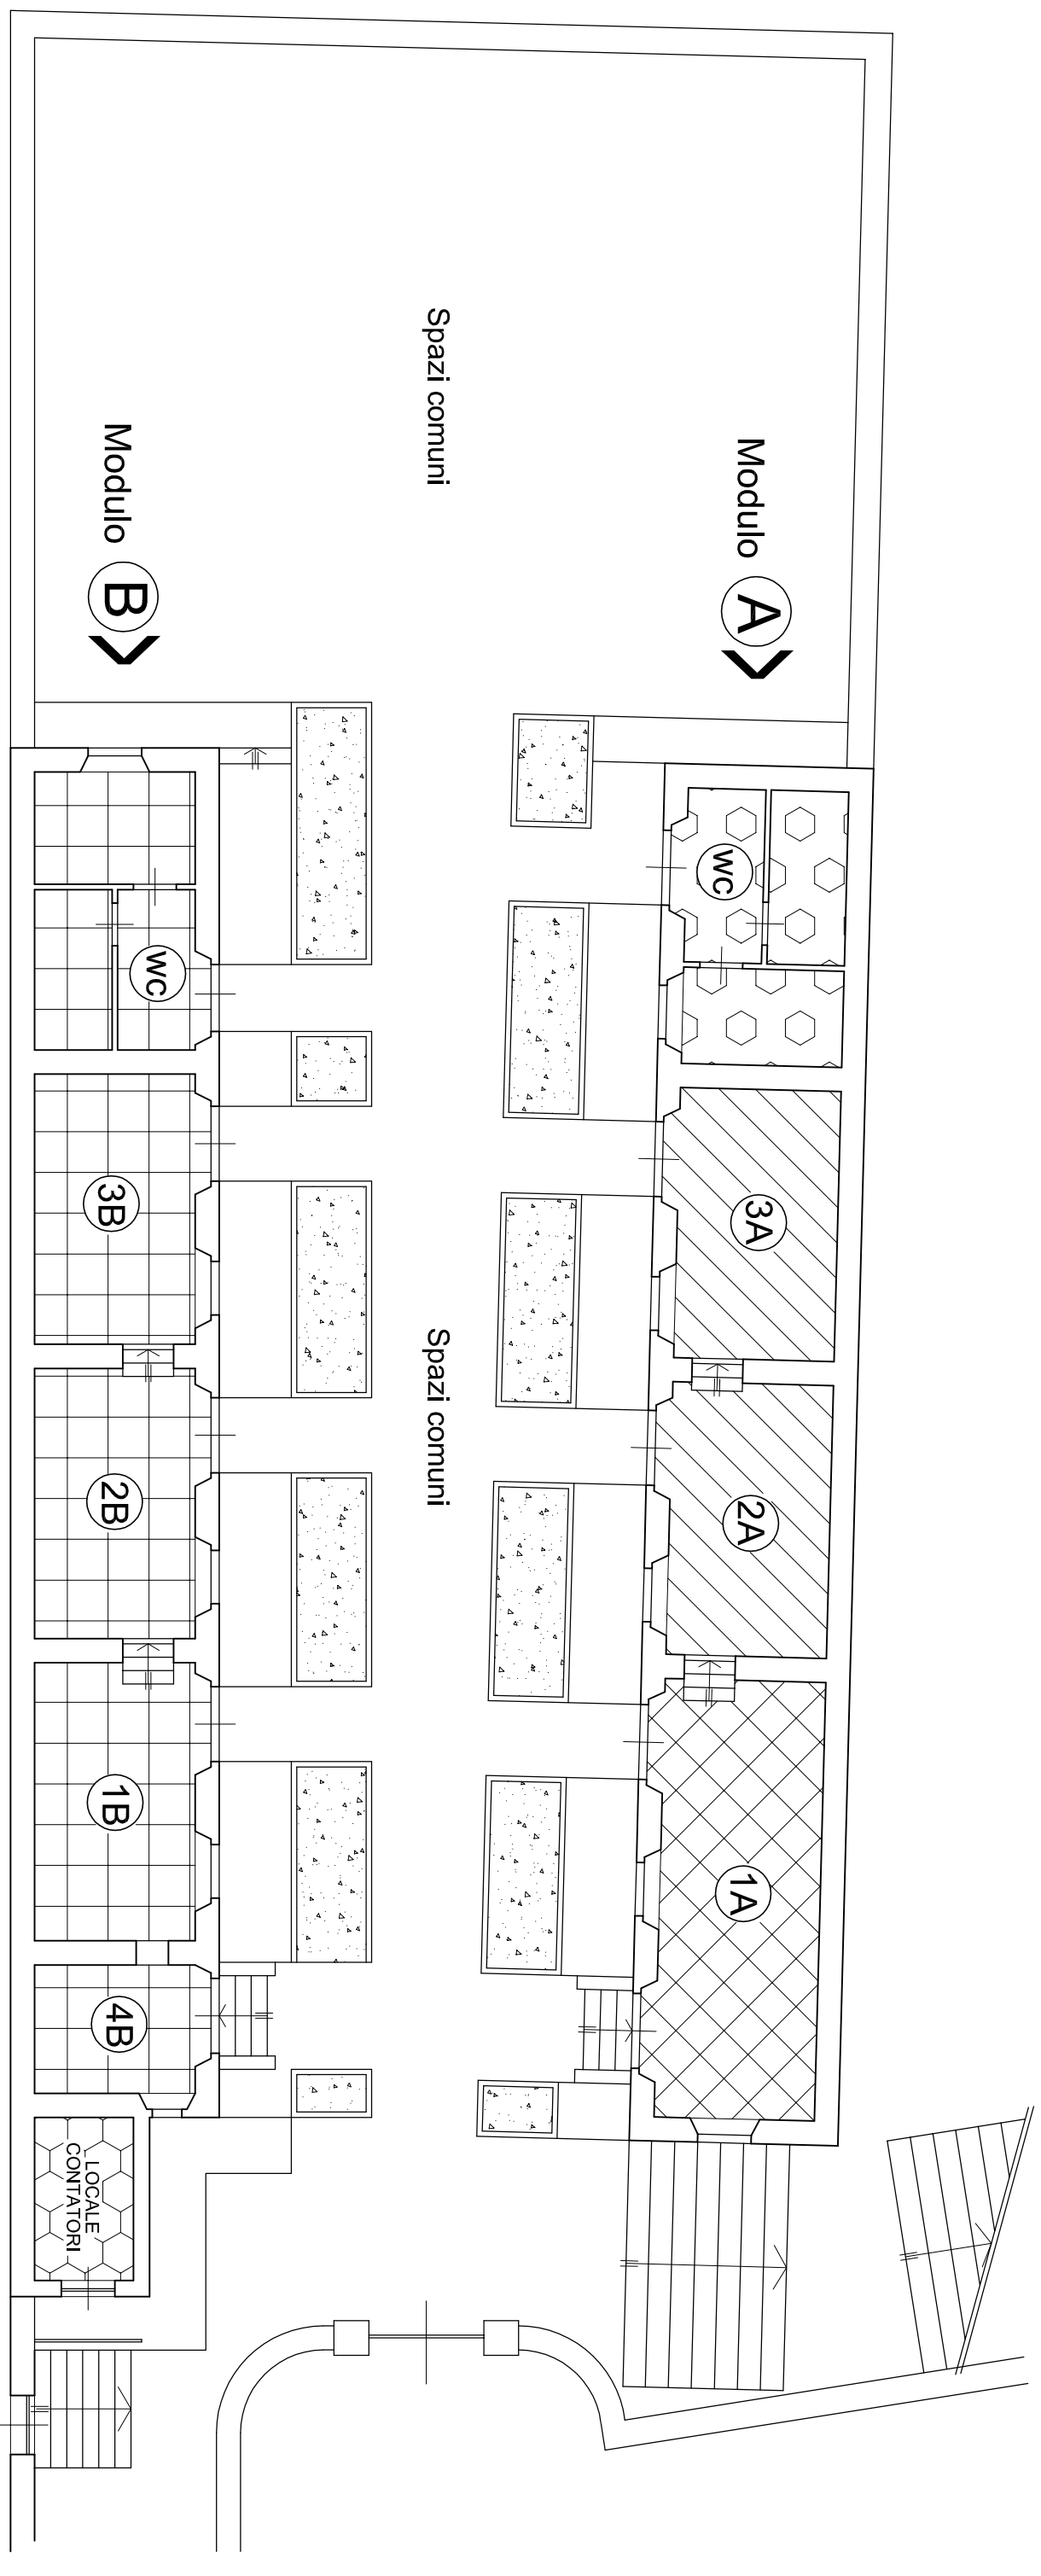 Spazi comuni
Modulo A
Modulo B
wc
3A
2A
1A
Spazi comuni
wc
3B
2B
1B
4B
LOCALE
CONTATORI